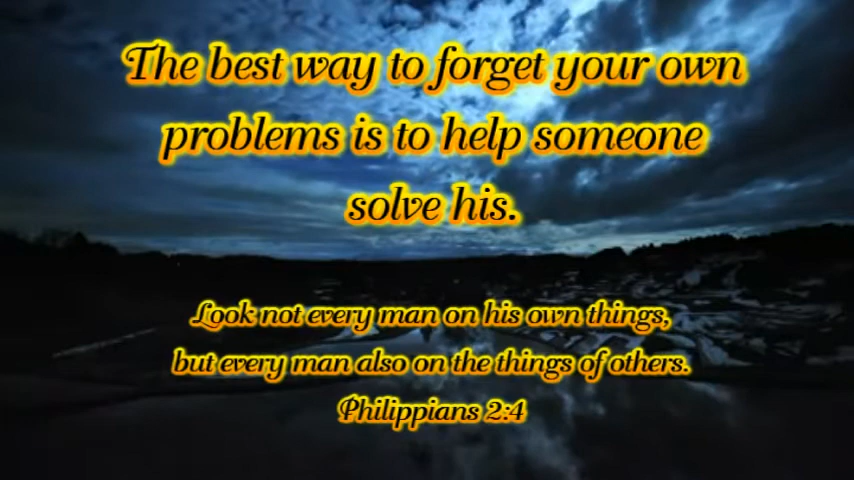 The best way to forget your own
problems is to help someone
solve his.
Look not every man on his own things,
but every man also on the things of others.
Philippians 2:4